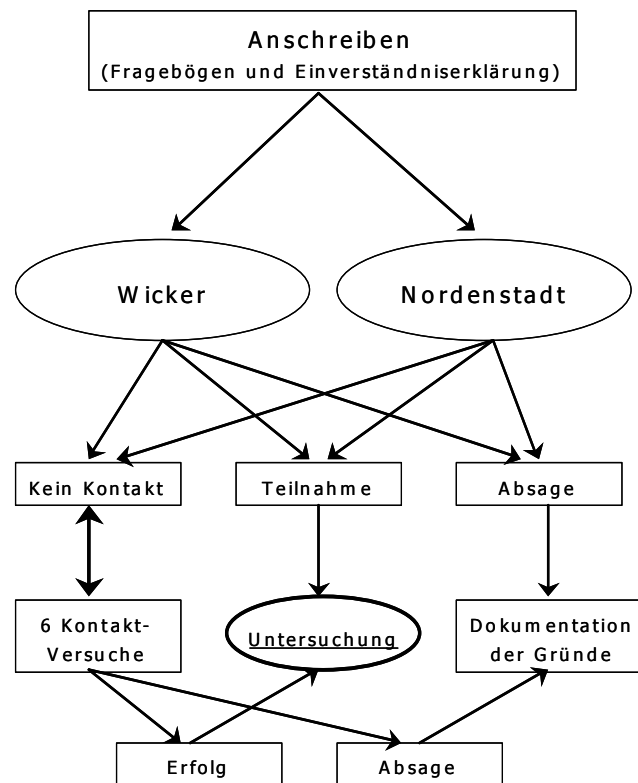 Anschreiben
(Fragebögen und Einverständniserklärung)
Wicker
Nordenstadt
Kein Kontakt
Teilnahme
Absage
6 Kontakt-
Versuche
Untersuchung
Dokumentation
der Gründe
Erfolg
Absage